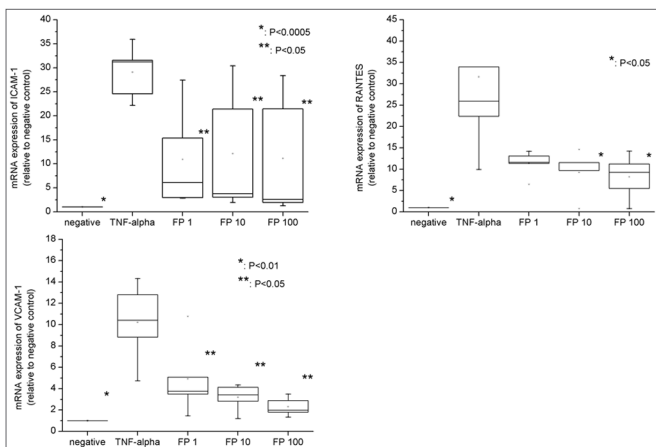 mRNA expression of ICAM-1
(relative to negative control)
40
35
30
25
20
15
10
5
0
*: P<0.0005
**: P<0.05
*
**
**
**
negative TNF-alpha FP 1 FP 10 FP 100
mRNA expression of RANTES
(relative to negative control)
45
40
35
30
25
20
15
10
5
0
*: P<0.05
*
*
*
negative TNF-alpha FP 1 FP 10 FP 100
mRNA expression of VCAM-1
(relative to negative control)
18
16
14
12
10
8
6
4
2
0
*: P<0.01
**: P<0.05
*
**
**
**
negative TNF-alpha FP 1 FP 10 FP 100